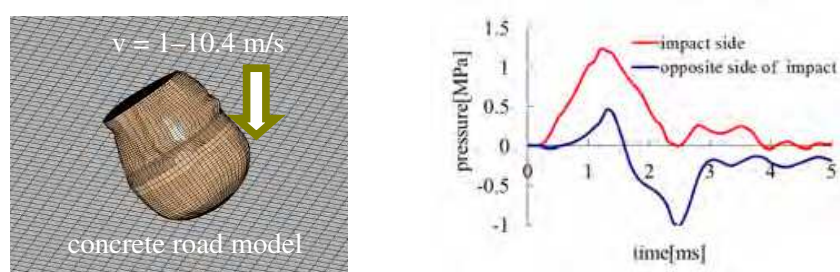 v = 1–10.4 m/s
concrete road model
1.5
1
0.5
0
-0.5
-1
pressure[MPa]
impact side
opposite side of impact
0 1 2 3 4 5
time[ms]